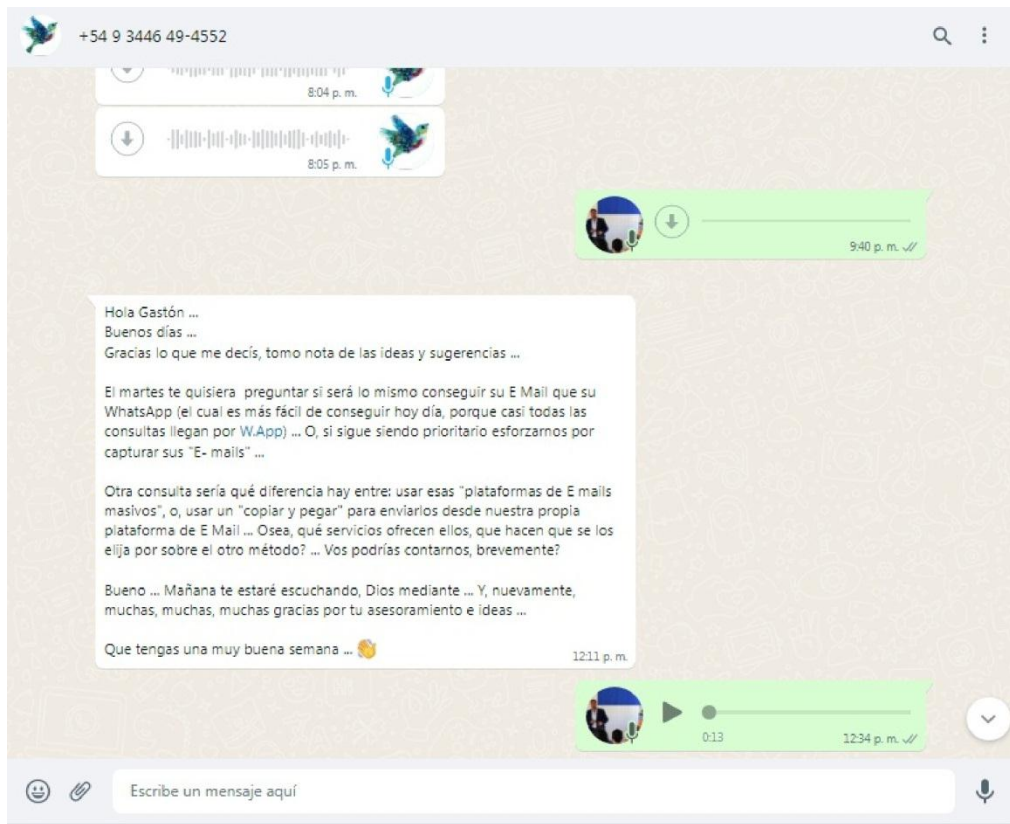 +54 9 3446 49-4552
8:04 p. m.
8:05 p. m.
9:40 p. m.
Hola Gastón ...
Buenos días ...
Gracias lo que me decís, tomo nota de las ideas y sugerencias ...
El martes te quisiera preguntar si será lo mismo conseguir su E Mail que su
WhatsApp (el cual es más fácil de conseguir hoy día, porque casi todas las
consultas llegan por W.App) ... O, si sigue siendo prioritario esforzarnos por
capturar sus "E- mails" ...
Otra consulta sería qué diferencia hay entre: usar esas "plataformas de E mails
masivos", o, usar un "copiar y pegar" para enviarlos desde nuestra propia
plataforma de E Mail ... Osea, qué servicios ofrecen ellos, que hacen que se los
elija por sobre el otro método? ... Vos podrías contarnos, brevemente?
Bueno ... Mañana te estaré escuchando, Dios mediante ... Y, nuevamente,
muchas, muchas, muchas gracias por tu asesoramiento e ideas ...
Que tengas una muy buena semana ... 👏
12:11 p. m.
0:13
12:34 p. m.
Escribe un mensaje aquí